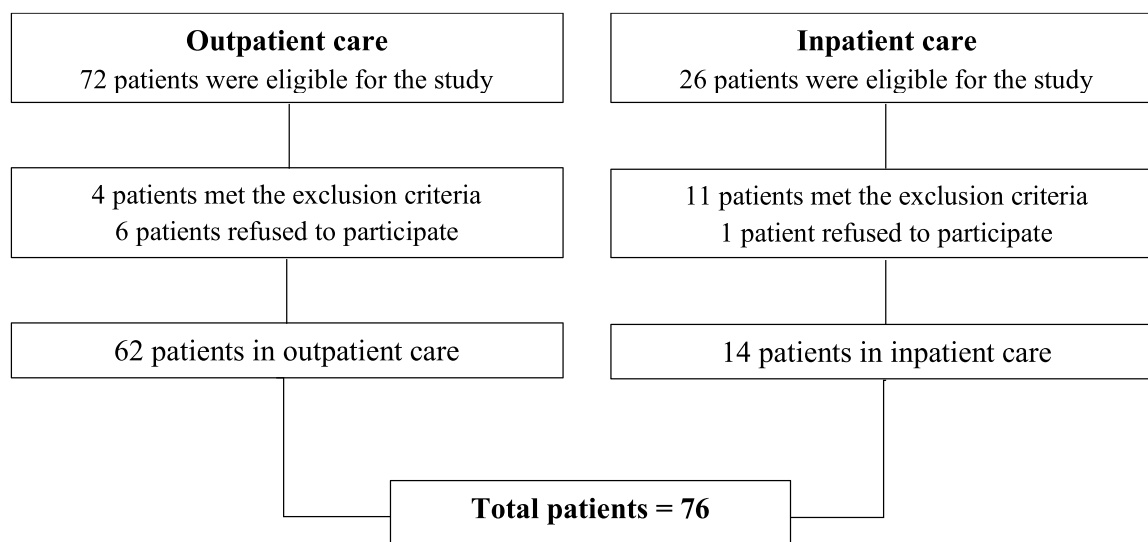 Outpatient care
72 patients were eligible for the study
Inpatient care
26 patients were eligible for the study
4 patients met the exclusion criteria
6 patients refused to participate
11 patients met the exclusion criteria
1 patient refused to participate
62 patients in outpatient care
14 patients in inpatient care
Total patients = 76